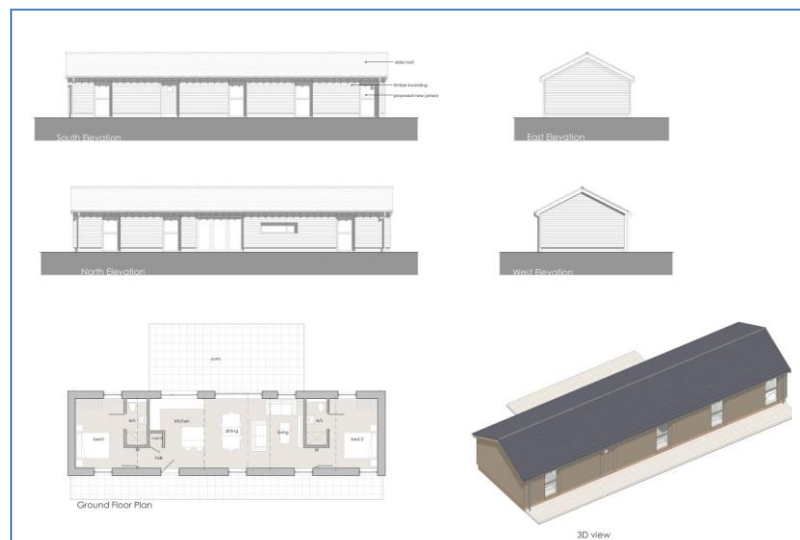 slate roof
timber boarding
proposed new joinery
South Elevation
East Elevation
North Elevation
West Elevation
patio
bed 1
kitchen
dining
living
bed 2
hall
Ground Floor Plan
3D view